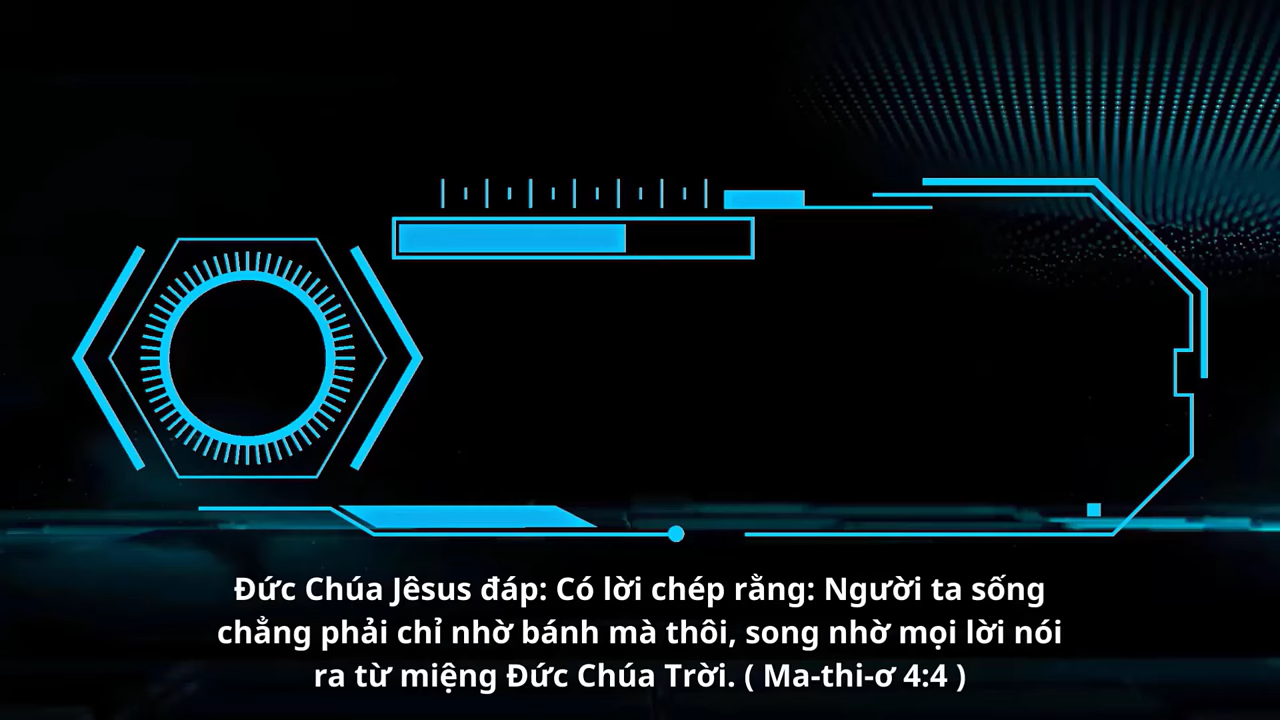 Đức Chúa Jêsus đáp: Có lời chép rằng: Người ta sống
chẳng phải chỉ nhờ bánh mà thôi, song nhờ mọi lời nói
ra từ miệng Đức Chúa Trời. ( Ma-thi-ơ 4:4 )